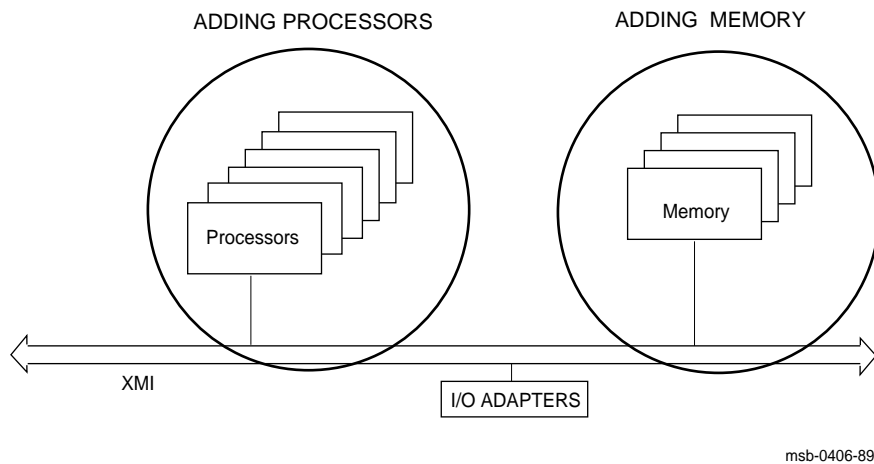 ADDING PROCESSORS
ADDING MEMORY
Processors
Memory
XMI
I/O ADAPTERS
msb-0406-89